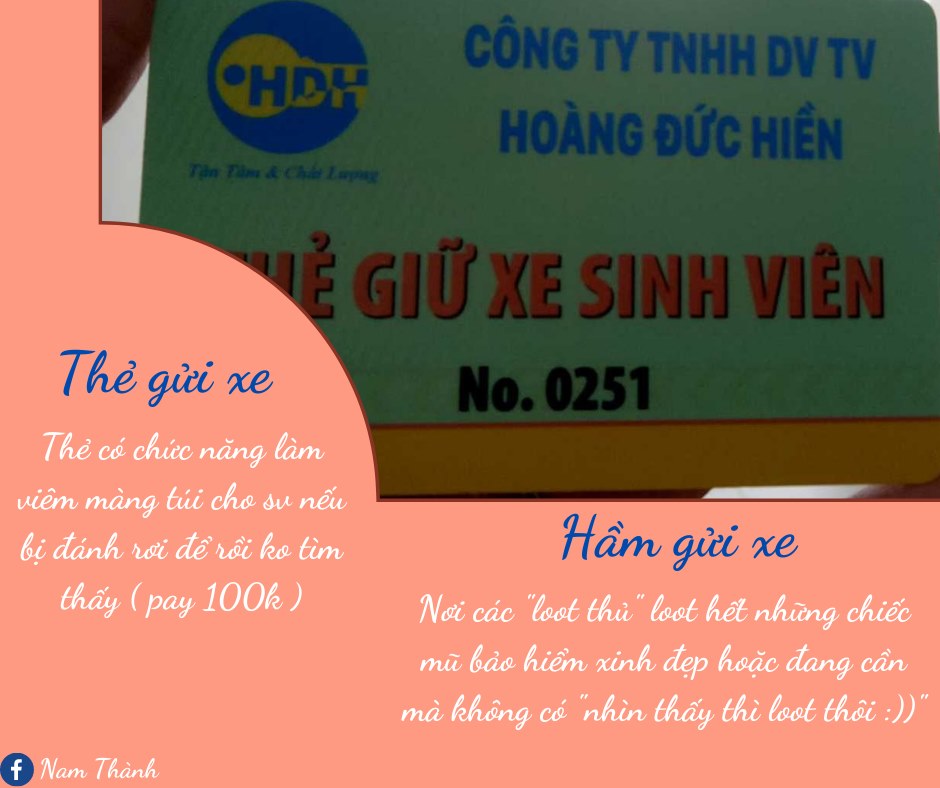 HDH
Tận Tâm & Chất Lượng
CÔNG TY TNHH DV TV
HOÀNG ĐỨC HIỀN
HẺ GIỮ XE SINH VIÊN
No. 0251
Thẻ gửi xe
Thẻ có chức năng làm
viêm màng túi cho sv nếu
bị đánh rơi để rồi ko tìm
thấy ( pay 100k )
Hầm gửi xe
Nơi các "loot thủ" loot hết những chiếc
mũ bảo hiểm xinh đẹp hoặc đang cần
mà không có "nhìn thấy thì loot thôi :))"
Nam Thành